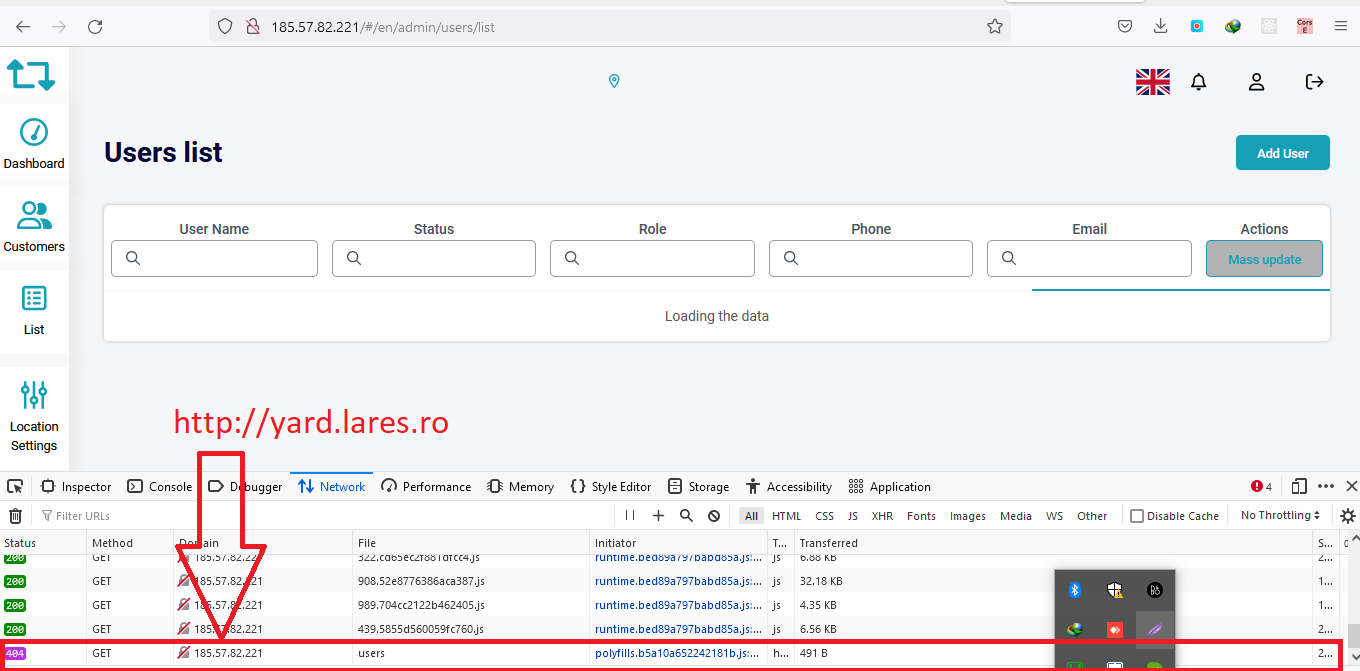 185.57.82.221/#/en/admin/users/list
Cors
E
Dashboard
Users list
Add User
Customers
User Name Status Role Phone Email Actions
Mass update
List
Loading the data
Location
Settings
http://yard.lares.ro
Inspector Console Debugger Network Performance Memory Style Editor Storage Accessibility Application 4
Filter URLs All HTML CSS JS XHR Fonts Images Media WS Other Disable Cache No Throttling
Status Method Domain File Initiator T... Transferred S...
200 GET 185.57.82.221 322.cd65ec2f881dfcc4.js runtime.bed89a797babd85a.js:... js 6.88 KB 2...
200 GET 185.57.82.221 908.52e8776386aca387.js runtime.bed89a797babd85a.js:... js 32.18 KB 1...
200 GET 185.57.82.221 989.704cc2122b462405.js runtime.bed89a797babd85a.js:... js 4.35 KB 1...
200 GET 185.57.82.221 439.5855d560059fc760.js runtime.bed89a797babd85a.js:... js 6.56 KB 2...
404 GET 185.57.82.221 users polyfills.b5a10a652242181b.js:... h... 491 B 2...